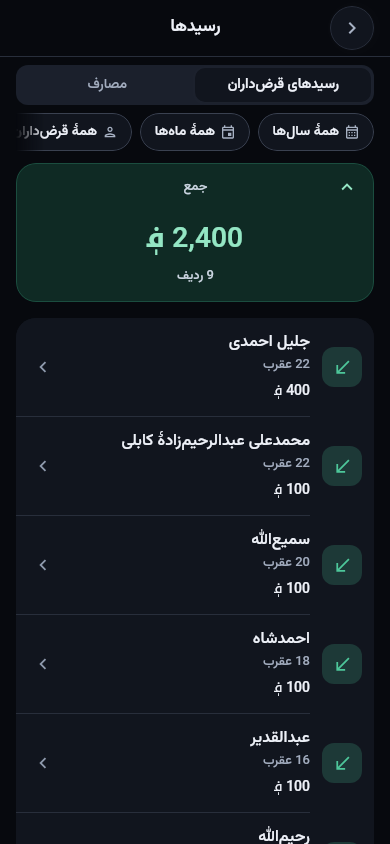 رسیدها
رسیدهای قرض‌داران
مصارف
همهٔ سال‌ها
همهٔ ماه‌ها
همهٔ قرض‌داران
جمع
2,400 ؋
9 ردیف
جلیل احمدی
22 عقرب
400 ؋
محمدعلی عبدالرحیم‌زادهٔ کابلی
22 عقرب
100 ؋
سمیع‌الله
20 عقرب
100 ؋
احمدشاه
18 عقرب
100 ؋
عبدالقدیر
16 عقرب
100 ؋
رحیم‌الله